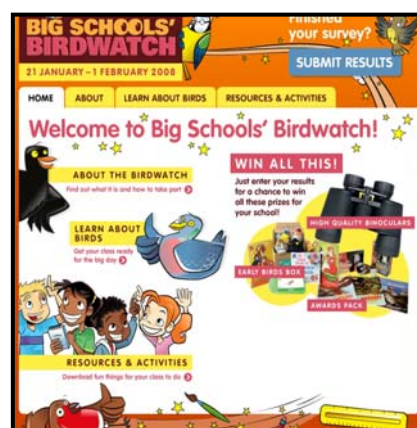 BIG SCHOOLS'
BIRDWATCH
21 JANUARY–1 FEBRUARY 2008
Finished
your survey?
SUBMIT RESULTS
HOME
ABOUT
LEARN ABOUT BIRDS
RESOURCES & ACTIVITIES
Welcome to Big Schools' Birdwatch!
ABOUT THE BIRDWATCH
Find out what it is and how to take part
LEARN ABOUT
BIRDS
Get your class ready
for the big day
RESOURCES & ACTIVITIES
Download fun things for your class to do
WIN ALL THIS!
Just enter your results
for a chance to win
all these prizes for
your school!
HIGH QUALITY BINOCULARS
EARLY BIRDS BOX
AWARDS PACK